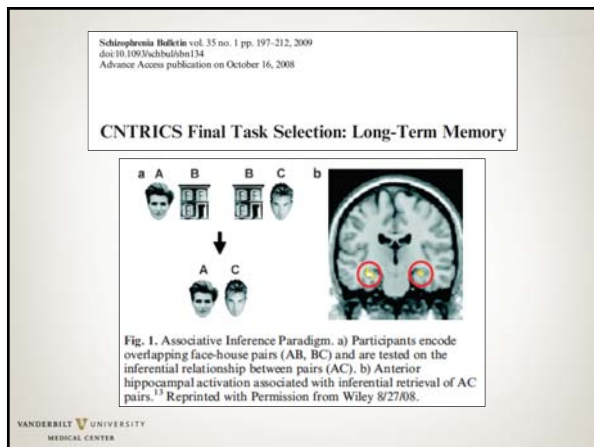 Schizophrenia Bulletin vol. 35 no. 1 pp. 197–212, 2009
doi:10.1093/schbul/sbn134
Advance Access publication on October 16, 2008
CNTRICS Final Task Selection: Long-Term Memory
a A B B C b
A C
Fig. 1. Associative Inference Paradigm. a) Participants encode
overlapping face-house pairs (AB, BC) and are tested on the
inferential relationship between pairs (AC). b) Anterior
hippocampal activation associated with inferential retrieval of AC
pairs.13 Reprinted with Permission from Wiley 8/27/08.
VANDERBILT V UNIVERSITY
MEDICAL CENTER